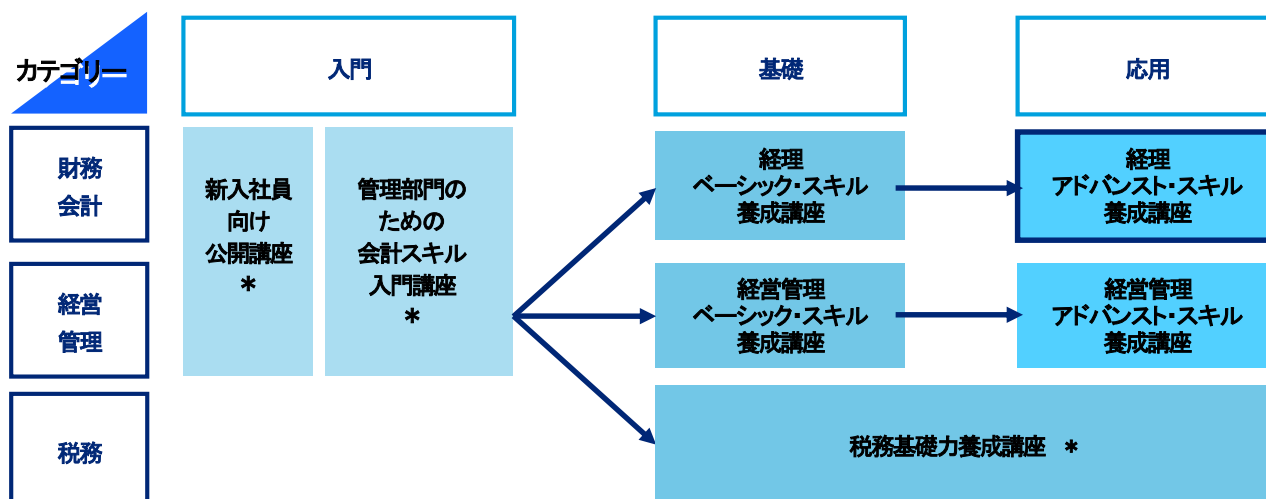 カテゴリー
入門
基礎
応用
財務
会計
新入社員
向け
公開講座
*
管理部門の
ための
会計スキル
入門講座
*
経理
ベーシック・スキル
養成講座
経理
アドバンスト・スキル
養成講座
経営
管理
経営管理
ベーシック・スキル
養成講座
経営管理
アドバンスト・スキル
養成講座
税務
税務基礎力養成講座 *